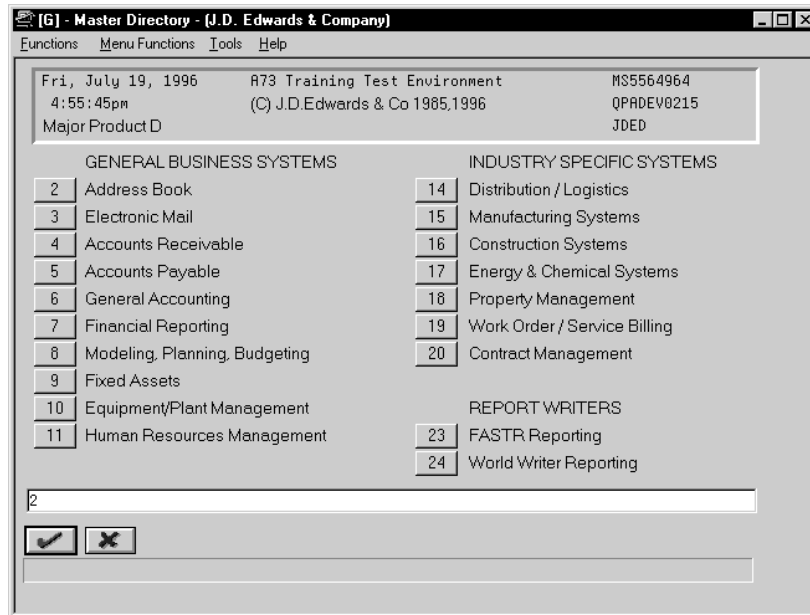 [G] - Master Directory - (J.D. Edwards & Company)
Functions Menu Functions Tools Help
Fri, July 19, 1996 A73 Training Test Environment MS5564964
4:55:45pm (C) J.D.Edwards & Co 1985,1996 QPADEV0215
Major Product D JDED
GENERAL BUSINESS SYSTEMS INDUSTRY SPECIFIC SYSTEMS
2 Address Book 14 Distribution / Logistics
3 Electronic Mail 15 Manufacturing Systems
4 Accounts Receivable 16 Construction Systems
5 Accounts Payable 17 Energy & Chemical Systems
6 General Accounting 18 Property Management
7 Financial Reporting 19 Work Order / Service Billing
8 Modeling, Planning, Budgeting 20 Contract Management
9 Fixed Assets
10 Equipment/Plant Management REPORT WRITERS
11 Human Resources Management 23 FASTR Reporting
24 World Writer Reporting
2